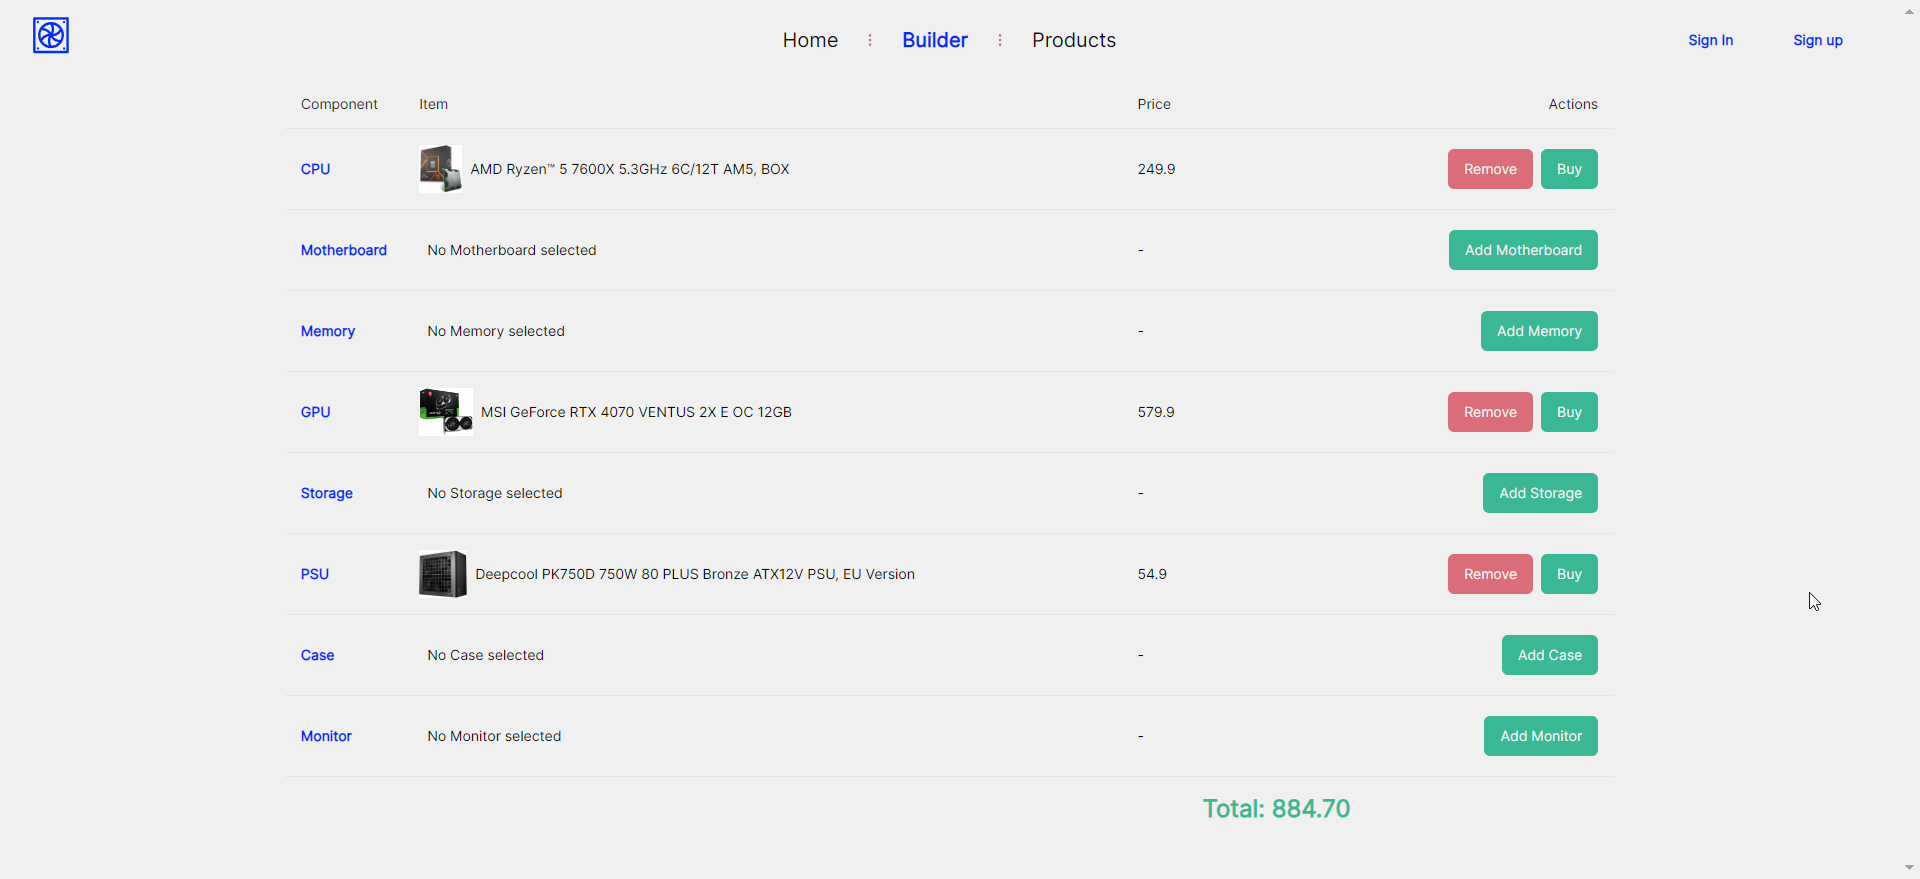 Home Builder Products Sign In Sign up
Component Item Price Actions
CPU AMD Ryzen™ 5 7600X 5.3GHz 6C/12T AM5, BOX 249.9 Remove Buy
Motherboard No Motherboard selected - Add Motherboard
Memory No Memory selected - Add Memory
GPU MSI GeForce RTX 4070 VENTUS 2X E OC 12GB 579.9 Remove Buy
Storage No Storage selected - Add Storage
PSU Deepcool PK750D 750W 80 PLUS Bronze ATX12V PSU, EU Version 54.9 Remove Buy
Case No Case selected - Add Case
Monitor No Monitor selected - Add Monitor
Total: 884.70